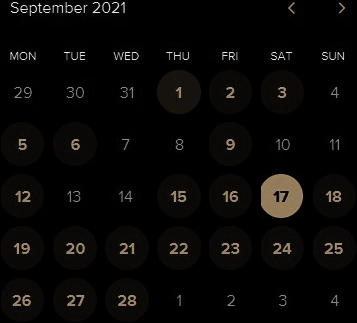 September 2021 < >
MON TUE WED THU FRI SAT SUN
29 30 31 1 2 3 4
5 6 7 8 9 10 11
12 13 14 15 16 17 18
19 20 21 22 23 24 25
26 27 28 1 2 3 4